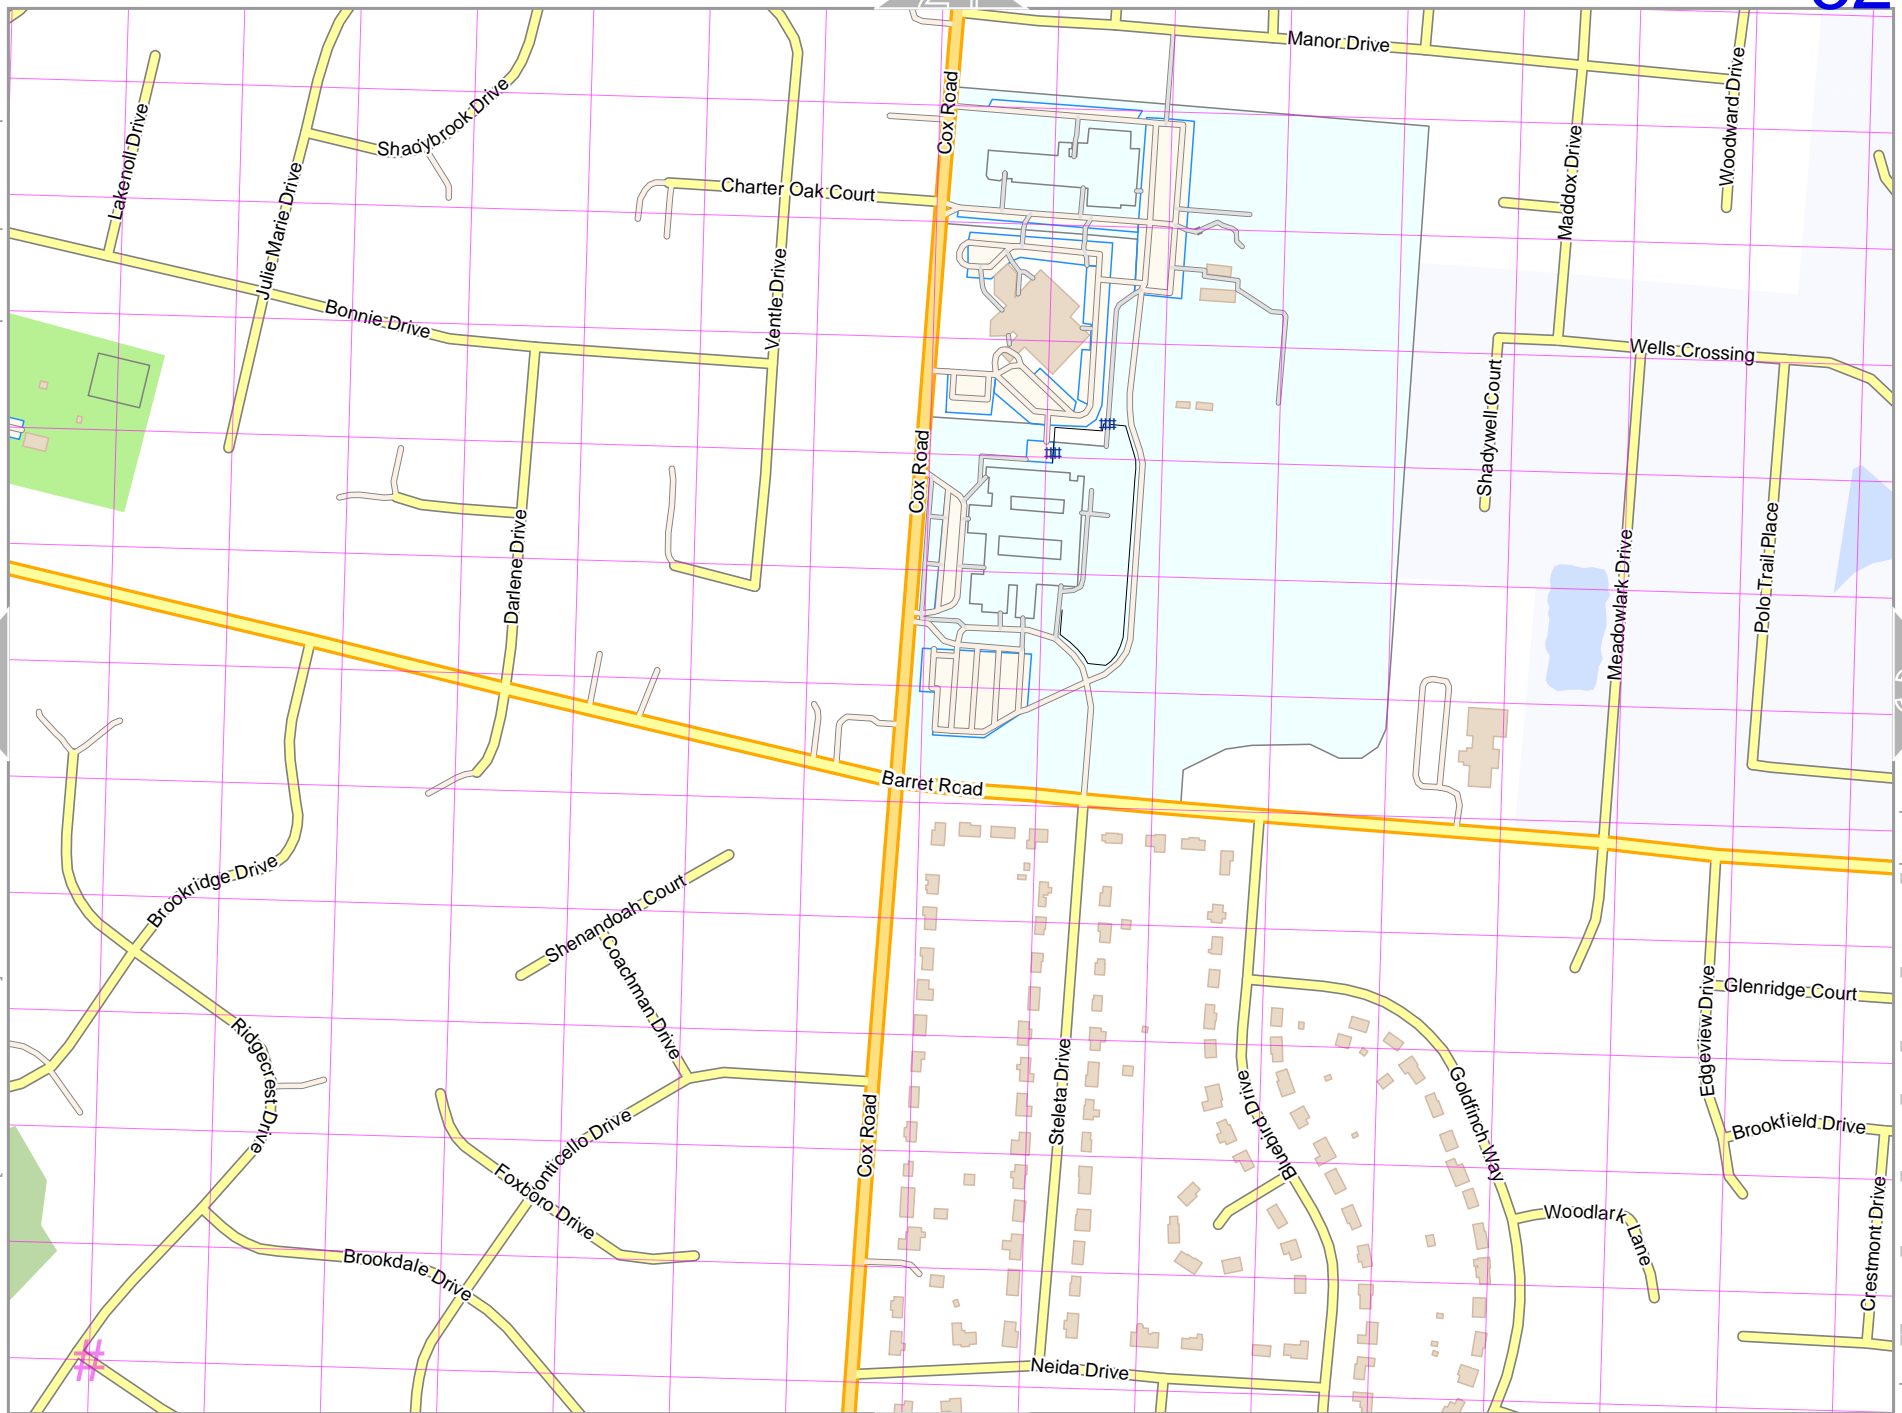 Manor Drive
Cox Road
Woodward Drive
Shadybrook Drive
Lakenoll Drive
Maddox Drive
Charter Oak Court
Julie Marie Drive
Ventle Drive
Bonnie Drive
Wells Crossing
Shadywell Court
Cox Road
Darlene Drive
Polo Trail Place
Meadowlark Drive
Barret Road
Brookridge Drive
Shenandoah Court
Coachman Drive
Glenridge Court
Edgeview Drive
Ridgecrest Drive
Steleta Drive
Bluebird Drive
Goldfinch Way
Brookfield Drive
Cox Road
onticello Drive
Foxboro Drive
Woodlark Lane
Crestmont Drive
Brookdale Drive
#
Neida Drive